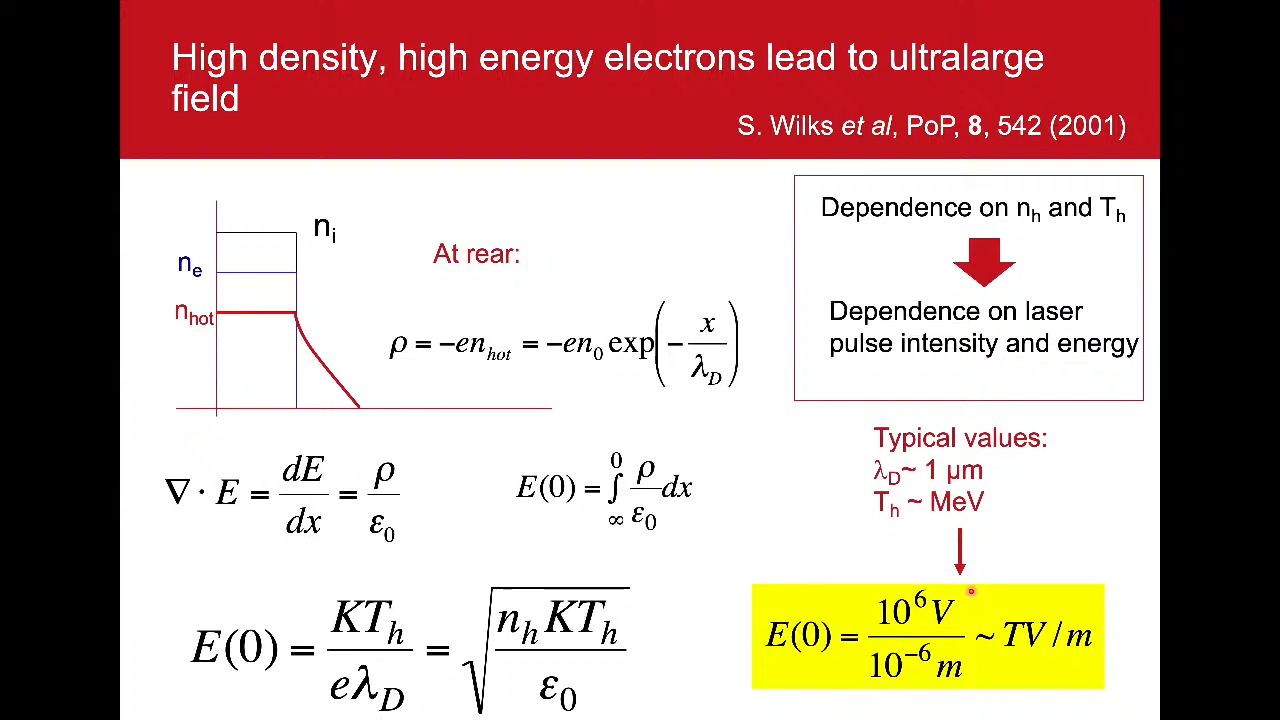 High density, high energy electrons lead to ultralarge
field
S. Wilks et al, PoP, 8, 542 (2001)
n_i
n_e
n_hot
At rear:
ρ = −en_hot = −en_0 exp(− x / λ_D)
Dependence on n_h and T_h
Dependence on laser
pulse intensity and energy
∇ · E = dE/dx = ρ/ε_0
E(0) = ∫_∞^0 ρ/ε_0 dx
Typical values:
λ_D~ 1 μm
T_h ~ MeV
E(0) = KT_h / eλ_D = √(n_h KT_h / ε_0)
E(0) = 10^6 V / 10^−6 m ~ TV / m